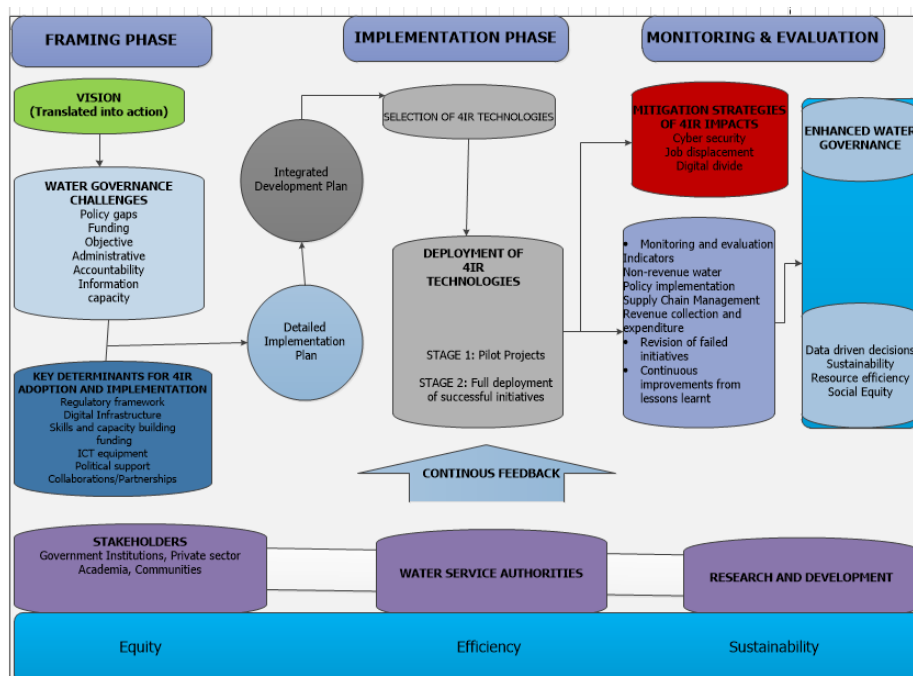 FRAMING PHASE
IMPLEMENTATION PHASE
MONITORING & EVALUATION
VISION
(Translated into action)
WATER GOVERNANCE
CHALLENGES
Policy gaps
Funding
Objective
Administrative
Accountability
Information
capacity
KEY DETERMINANTS FOR 4IR
ADOPTION AND IMPLEMENTATION
Regulatory framework
Digital Infrastructure
Skills and capacity building
funding
ICT equipment
Political support
Collaborations/Partnerships
Integrated
Development Plan
Detailed
Implementation
Plan
SELECTION OF 4IR TECHNOLOGIES
DEPLOYMENT OF
4IR
TECHNOLOGIES
STAGE 1: Pilot Projects
STAGE 2: Full deployment
of successful initiatives
CONTINOUS FEEDBACK
MITIGATION STRATEGIES
OF 4IR IMPACTS
Cyber security
Job displacement
Digital divide
• Monitoring and evaluation
Indicators
Non-revenue water
Policy implementation
Supply Chain Management
Revenue collection and
expenditure
• Revision of failed
initiatives
• Continuous
improvements from
lessons learnt
ENHANCED WATER
GOVERNANCE
Data driven decisions
Sustainability
Resource efficiency
Social Equity
STAKEHOLDERS
Government Institutions, Private sector
Academia, Communities
WATER SERVICE AUTHORITIES
RESEARCH AND DEVELOPMENT
Equity
Efficiency
Sustainability